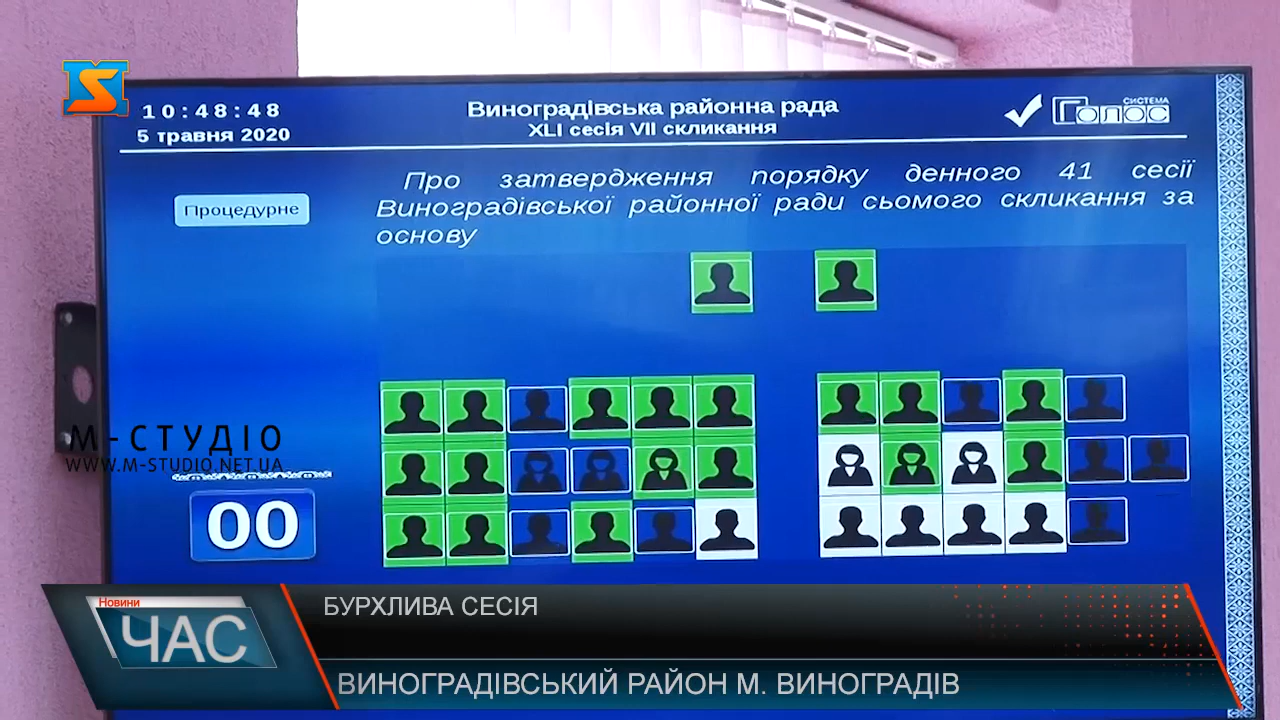 10:48:48
5 травня 2020
Виноградівська районна рада
XLI сесія VII скликання
СИСТЕМА
Голос
Процедурне
Про затвердження порядку денного 41 сесії
Виноградівської районної ради сьомого скликання за
основу
М-СТУДІО
WWW.M-STUDIO.NET.UA
00
Новини
ЧАС
БУРХЛИВА СЕСІЯ
ВИНОГРАДІВСЬКИЙ РАЙОН М. ВИНОГРАДІВ